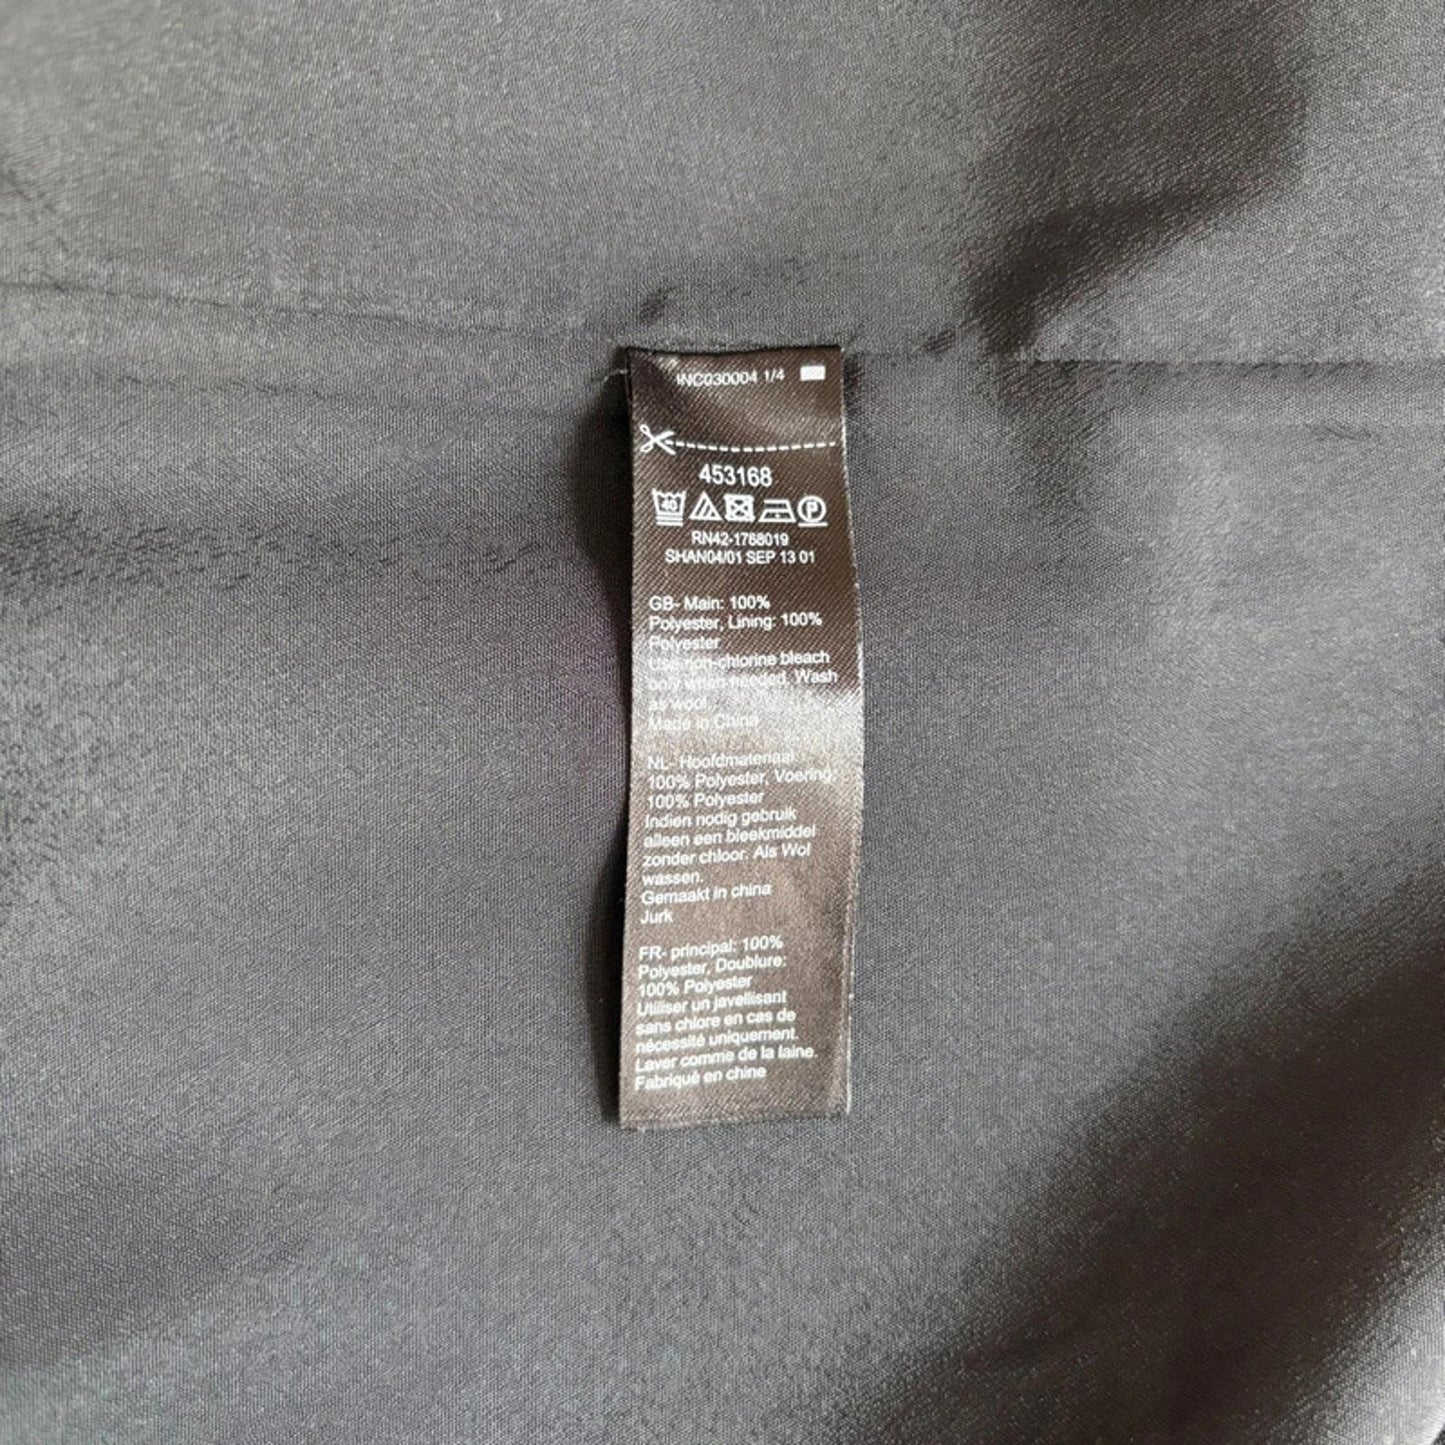 INC030004 1/4
453168
40 P
RN42-1768019
SHAN04/01 SEP 13 01
GB- Main: 100%
Polyester, Lining: 100%
Polyester
Use non-chlorine bleach
only when needed. Wash
as wool
Made in China
NL- Hoofdmateriaal :
100% Polyester, Voering:
100% Polyester
Indien nodig gebruik
alleen een bleekmiddel
zonder chloor. Als Wol
wassen.
Gemaakt in china
Jurk
FR- principal: 100%
Polyester, Doublure:
100% Polyester
Utiliser un javellisant
sans chlore en cas de
nécessité uniquement.
Laver comme de la laine.
Fabriqué en chine